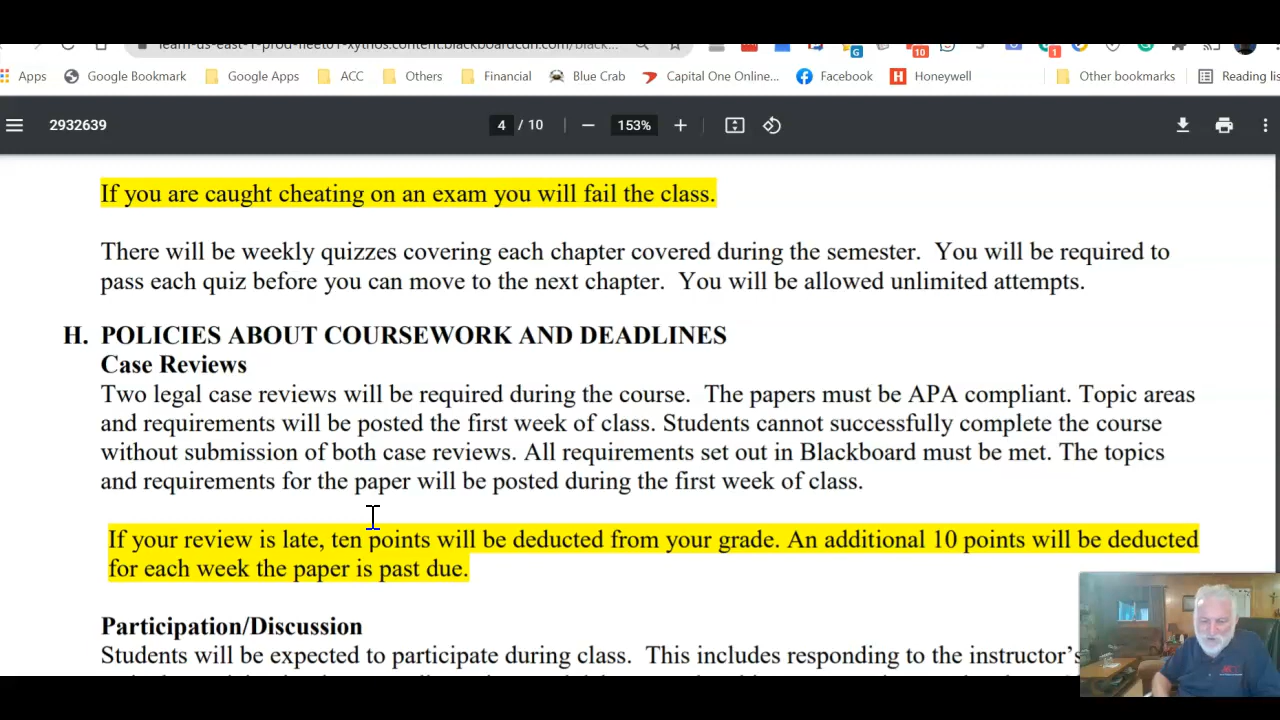 Apps Google Bookmark Google Apps ACC Others Financial Blue Crab Capital One Online... Facebook Honeywell Other bookmarks Reading lis
2932639 4 / 10 153%
If you are caught cheating on an exam you will fail the class.
There will be weekly quizzes covering each chapter covered during the semester. You will be required to
pass each quiz before you can move to the next chapter. You will be allowed unlimited attempts.
H. POLICIES ABOUT COURSEWORK AND DEADLINES
Case Reviews
Two legal case reviews will be required during the course. The papers must be APA compliant. Topic areas
and requirements will be posted the first week of class. Students cannot successfully complete the course
without submission of both case reviews. All requirements set out in Blackboard must be met. The topics
and requirements for the paper will be posted during the first week of class.
If your review is late, ten points will be deducted from your grade. An additional 10 points will be deducted
for each week the paper is past due.
Participation/Discussion
Students will be expected to participate during class. This includes responding to the instructor's